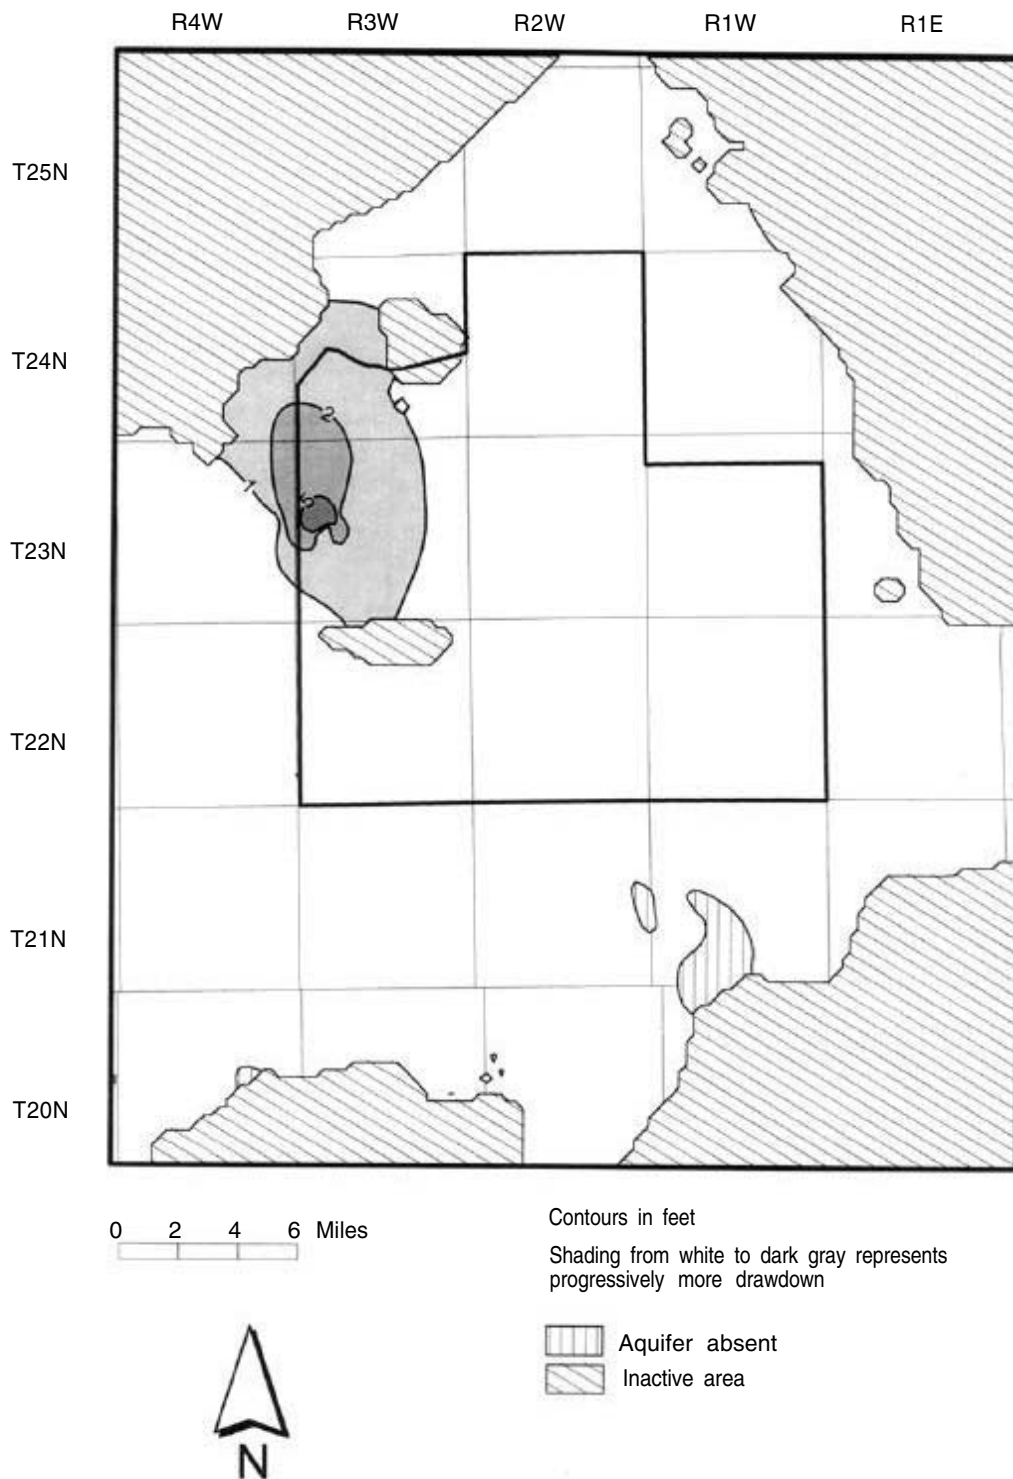 R4W R3W R2W R1W R1E
T25N
T24N
2
T23N
1
T22N
T21N
T20N
0 2 4 6 Miles
Contours in feet
Shading from white to dark gray represents
progressively more drawdown
Aquifer absent
Inactive area
N